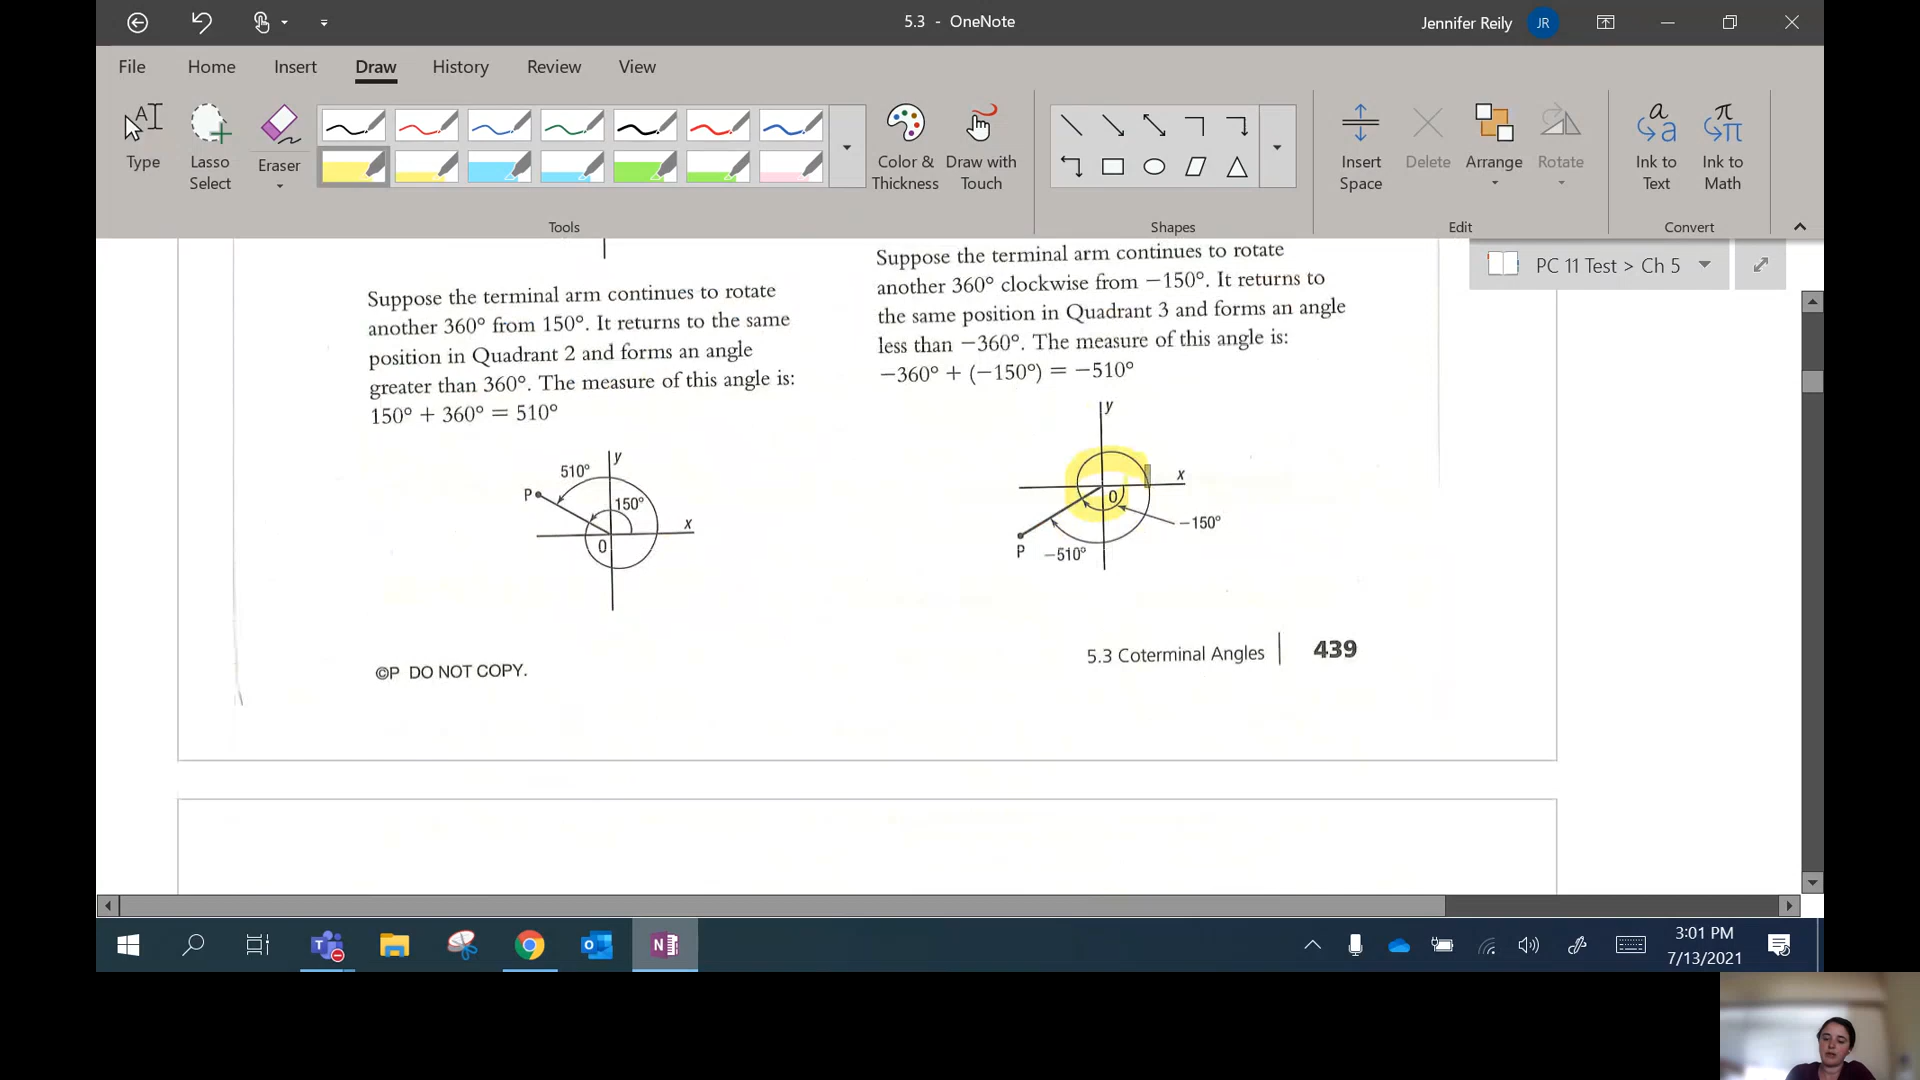 5.3 - OneNote
Jennifer Reily
JR
File
Home
Insert
Draw
History
Review
View
Type
Lasso
Select
Eraser
Color &
Thickness
Draw with
Touch
Insert
Space
Delete
Arrange
Rotate
Ink to
Text
Ink to
Math
Tools
Shapes
Edit
Convert
PC 11 Test > Ch 5
Suppose the terminal arm continues to rotate
another 360° from 150°. It returns to the same
position in Quadrant 2 and forms an angle
greater than 360°. The measure of this angle is:
150° + 360° = 510°
y
510°
P
150°
x
0
Suppose the terminal arm continues to rotate
another 360° clockwise from −150°. It returns to
the same position in Quadrant 3 and forms an angle
less than −360°. The measure of this angle is:
−360° + (−150°) = −510°
y
x
0
−150°
P
−510°
©P DO NOT COPY.
5.3 Coterminal Angles
439
3:01 PM
7/13/2021